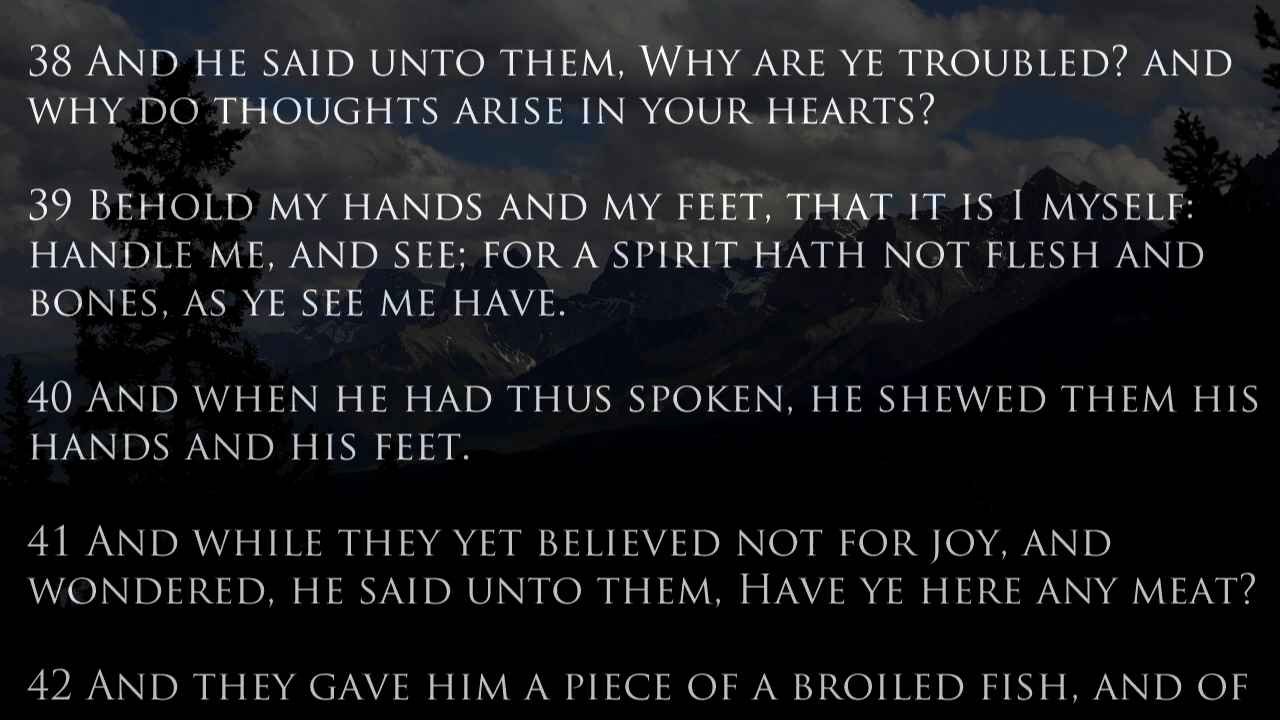 38 And he said unto them, Why are ye troubled? and
why do thoughts arise in your hearts?
39 Behold my hands and my feet, that it is I myself:
handle me, and see; for a spirit hath not flesh and
bones, as ye see me have.
40 And when he had thus spoken, he shewed them his
hands and his feet.
41 And while they yet believed not for joy, and
wondered, he said unto them, Have ye here any meat?
42 And they gave him a piece of a broiled fish, and of